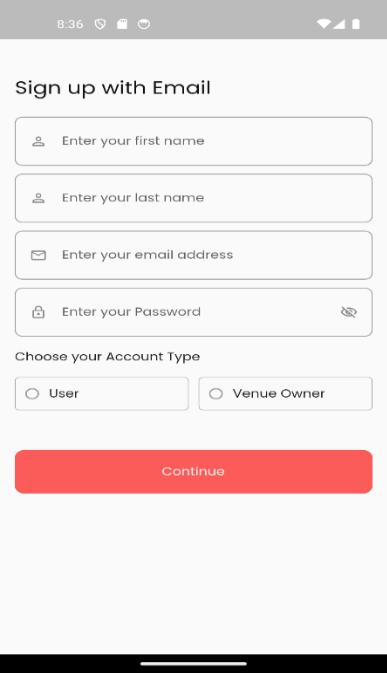 8:36
Sign up with Email
Enter your first name
Enter your last name
Enter your email address
Enter your Password
Choose your Account Type
User
Venue Owner
Continue